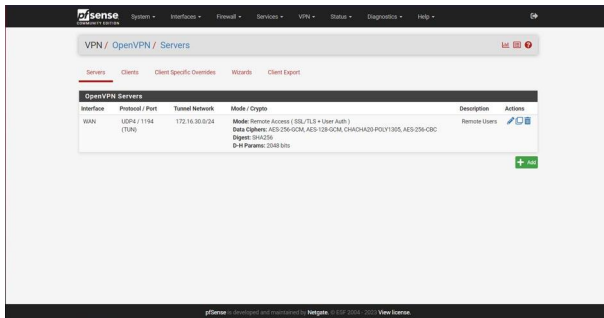 pfsense
COMMUNITY EDITION
System
Interfaces
Firewall
Services
VPN
Status
Diagnostics
Help
VPN / OpenVPN / Servers
Servers
Clients
Client Specific Overrides
Wizards
Client Export
OpenVPN Servers
Interface Protocol / Port Tunnel Network Mode / Crypto Description Actions
WAN UDP4 / 1194 172.16.30.0/24 Mode: Remote Access ( SSL/TLS + User Auth ) Remote Users
(TUN) Data Ciphers: AES-256-GCM, AES-128-GCM, CHACHA20-POLY1305, AES-256-CBC
Digest: SHA256
D-H Params: 2048 bits
+ Add
pfSense is developed and maintained by Netgate. © ESF 2004 - 2023 View license.